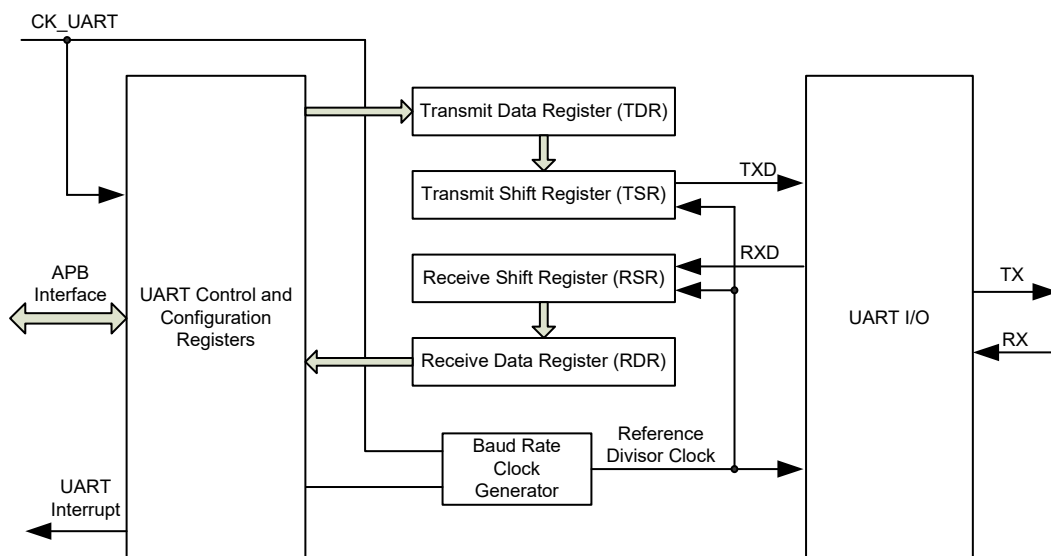 CK_UART
Transmit Data Register (TDR)
Transmit Shift Register (TSR)
TXD
RXD
Receive Shift Register (RSR)
Receive Data Register (RDR)
APB
Interface
UART Control and
Configuration
Registers
UART I/O
TX
RX
Baud Rate
Clock
Generator
Reference
Divisor Clock
UART
Interrupt